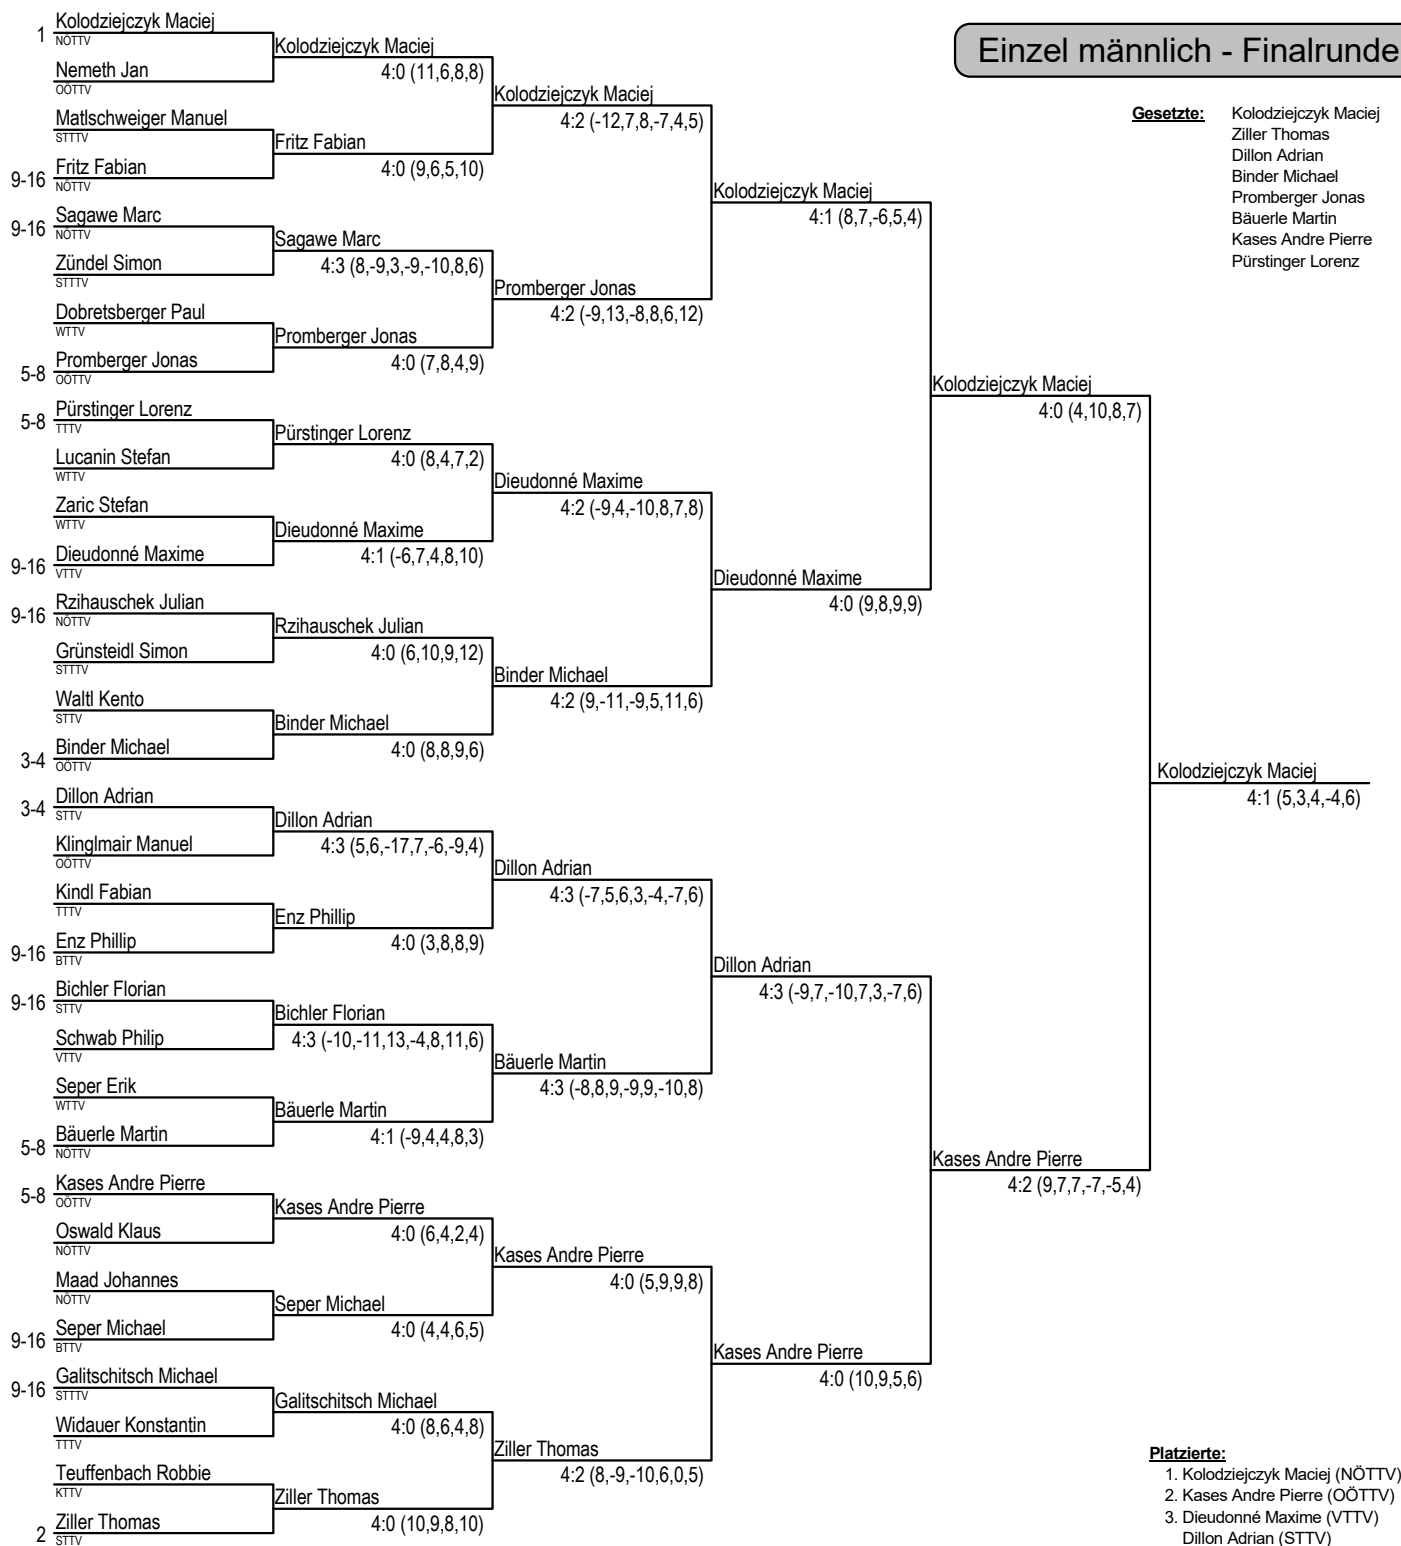 Einzel männlich - Finalrunde
Gesetzte: Kolodziejczyk Maciej
Ziller Thomas
Dillon Adrian
Binder Michael
Promberger Jonas
Bäuerle Martin
Kases Andre Pierre
Pürstinger Lorenz
1 Kolodziejczyk Maciej
NÖTTV
Nemeth Jan
OÖTTV
Matlschweiger Manuel
STTTV
9-16 Fritz Fabian
NÖTTV
9-16 Sagawe Marc
NÖTTV
Zündel Simon
STTTV
Dobretsberger Paul
WTTV
5-8 Promberger Jonas
OÖTTV
5-8 Pürstinger Lorenz
TTTV
Lucanin Stefan
WTTV
Zaric Stefan
WTTV
9-16 Dieudonné Maxime
VTTV
9-16 Rzihauschek Julian
NÖTTV
Grünsteidl Simon
STTTV
Waltl Kento
STTV
3-4 Binder Michael
OÖTTV
3-4 Dillon Adrian
STTV
Klinglmair Manuel
OÖTTV
Kindl Fabian
TTTV
9-16 Enz Phillip
BTTV
9-16 Bichler Florian
STTV
Schwab Philip
VTTV
Seper Erik
WTTV
5-8 Bäuerle Martin
NÖTTV
5-8 Kases Andre Pierre
OÖTTV
Oswald Klaus
NÖTTV
Maad Johannes
NÖTTV
9-16 Seper Michael
BTTV
9-16 Galitschitsch Michael
STTTV
Widauer Konstantin
TTTV
Teuffenbach Robbie
KTTV
2 Ziller Thomas
STTV
Kolodziejczyk Maciej
4:0 (11,6,8,8)
Fritz Fabian
4:0 (9,6,5,10)
Sagawe Marc
4:3 (8,-9,3,-9,-10,8,6)
Promberger Jonas
4:0 (7,8,4,9)
Pürstinger Lorenz
4:0 (8,4,7,2)
Dieudonné Maxime
4:1 (-6,7,4,8,10)
Rzihauschek Julian
4:0 (6,10,9,12)
Binder Michael
4:0 (8,8,9,6)
Dillon Adrian
4:3 (5,6,-17,7,-6,-9,4)
Enz Phillip
4:0 (3,8,8,9)
Bichler Florian
4:3 (-10,-11,13,-4,8,11,6)
Bäuerle Martin
4:1 (-9,4,4,8,3)
Kases Andre Pierre
4:0 (6,4,2,4)
Seper Michael
4:0 (4,4,6,5)
Galitschitsch Michael
4:0 (8,6,4,8)
Ziller Thomas
4:0 (10,9,8,10)
Kolodziejczyk Maciej
4:2 (-12,7,8,-7,4,5)
Promberger Jonas
4:2 (-9,13,-8,8,6,12)
Dieudonné Maxime
4:2 (-9,4,-10,8,7,8)
Binder Michael
4:2 (9,-11,-9,5,11,6)
Dillon Adrian
4:3 (-7,5,6,3,-4,-7,6)
Bäuerle Martin
4:3 (-8,8,9,-9,9,-10,8)
Kases Andre Pierre
4:0 (5,9,9,8)
Ziller Thomas
4:2 (8,-9,-10,6,0,5)
Kolodziejczyk Maciej
4:1 (8,7,-6,5,4)
Dieudonné Maxime
4:0 (9,8,9,9)
Dillon Adrian
4:3 (-9,7,-10,7,3,-7,6)
Kases Andre Pierre
4:0 (10,9,5,6)
Kolodziejczyk Maciej
4:0 (4,10,8,7)
Kases Andre Pierre
4:2 (9,7,7,-7,-5,4)
Kolodziejczyk Maciej
4:1 (5,3,4,-4,6)
Platzierte:
1. Kolodziejczyk Maciej (NÖTTV)
2. Kases Andre Pierre (OÖTTV)
3. Dieudonné Maxime (VTTV)
Dillon Adrian (STTV)